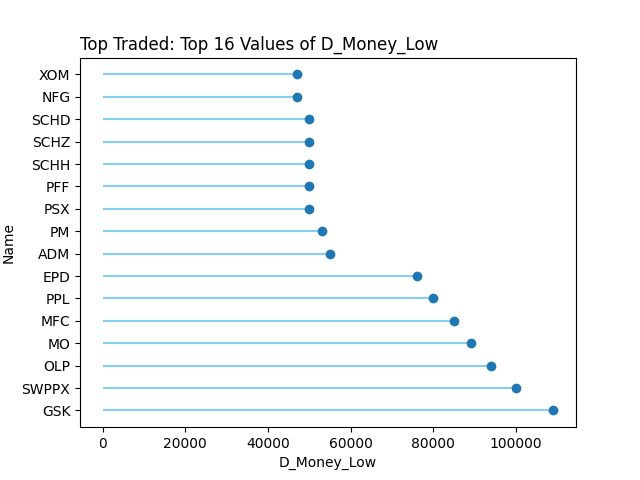 Top Traded: Top 16 Values of D_Money_Low
XOM
NFG
SCHD
SCHZ
SCHH
PFF
PSX
PM
ADM
EPD
PPL
MFC
MO
OLP
SWPPX
GSK
Name
0 20000 40000 60000 80000 100000
D_Money_Low